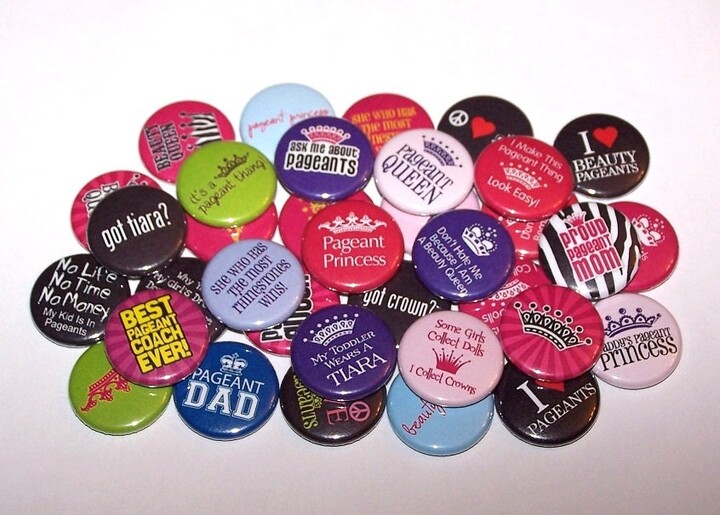 BEAUTY
QUEEN
pageant princess
SHE WHO HAS
THE MOST
I
BEAUTY
PAGEANTS
it's a
pageant thang
ASK ME ABOUT
PAGEANTS
PAGEANT
QUEEN
I Make This
Pageant Thing
Look Easy!
got tiara?
SHE WHO HAS
THE MOST
RHINESTONES
WINS!
Pageant
Princess
Don't Hate Me
Because I Am
A Beauty Queen
proud
pageant
mom
No Life
No Time
No Money
My Kid Is In
Pageants
got crown?
BEST
PAGEANT
COACH
EVER!
PAGEANT
DAD
MY TODDLER
WEARS A
TIARA
Some Girls
Collect Dolls
I Collect Crowns
PAGEANT
PRINCESS
PAGEANTS
beauty
I
PAGEANTS